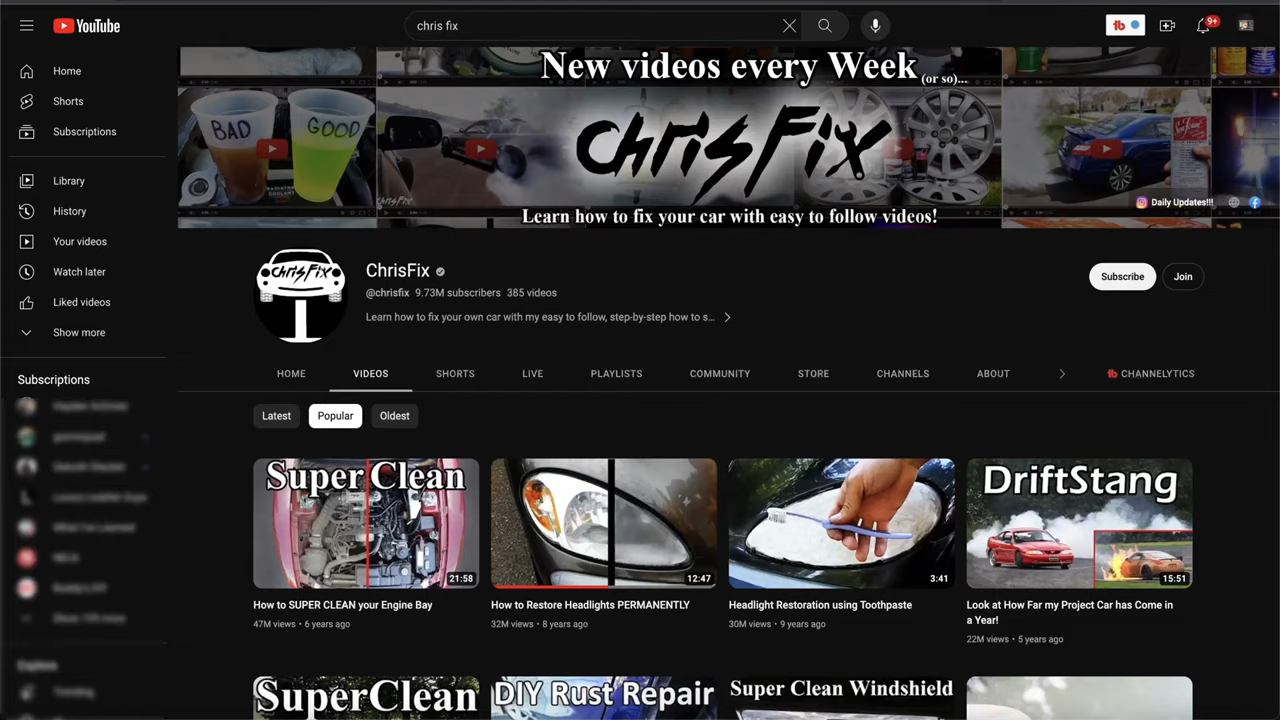 YouTube
chris fix
9+
Home
Shorts
Subscriptions
Library
History
Your videos
Watch later
Liked videos
Show more
Subscriptions
New videos every Week (or so)...
BAD GOOD
ChrisFix
ChrisFix
Learn how to fix your car with easy to follow videos!
Daily Updates!!!
ChrisFix
ChrisFix
@chrisfix 9.73M subscribers 385 videos
Learn how to fix your own car with my easy to follow, step-by-step how to s...
Subscribe
Join
HOME VIDEOS SHORTS LIVE PLAYLISTS COMMUNITY STORE CHANNELS ABOUT CHANNELYTICS
Latest Popular Oldest
Super Clean
21:58
How to SUPER CLEAN your Engine Bay
47M views • 6 years ago
12:47
How to Restore Headlights PERMANENTLY
32M views • 8 years ago
3:41
Headlight Restoration using Toothpaste
30M views • 9 years ago
DriftStang
15:51
Look at How Far my Project Car has Come in
a Year!
22M views • 5 years ago
SuperClean
DIY Rust Repair
Super Clean Windshield
Explore
Trending